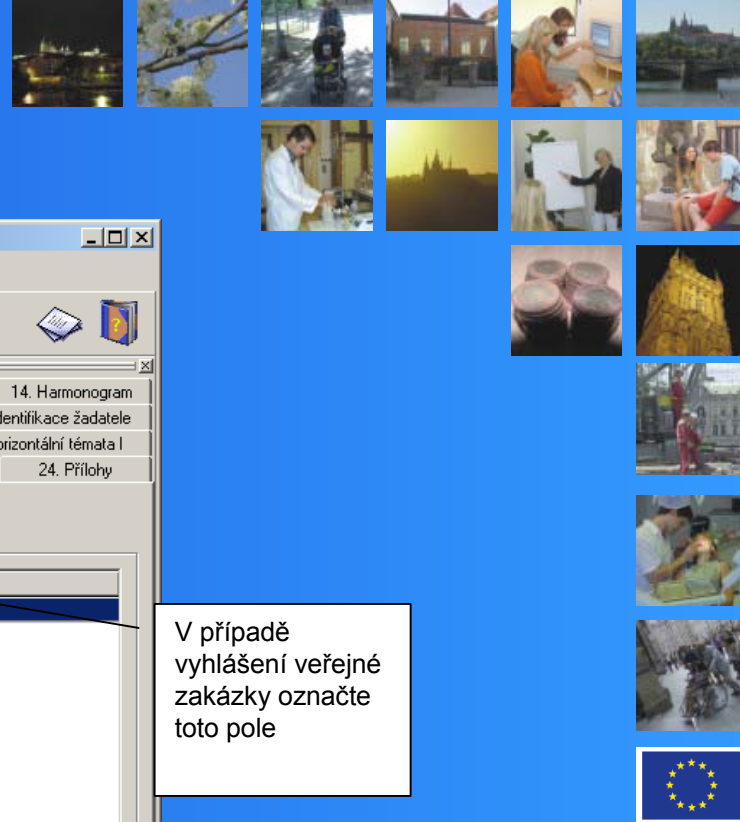 14. Harmonogram
dentifikace žadatele
orizontální témata I
24. Přílohy
V případě
vyhlášení veřejné
zakázky označte
toto pole